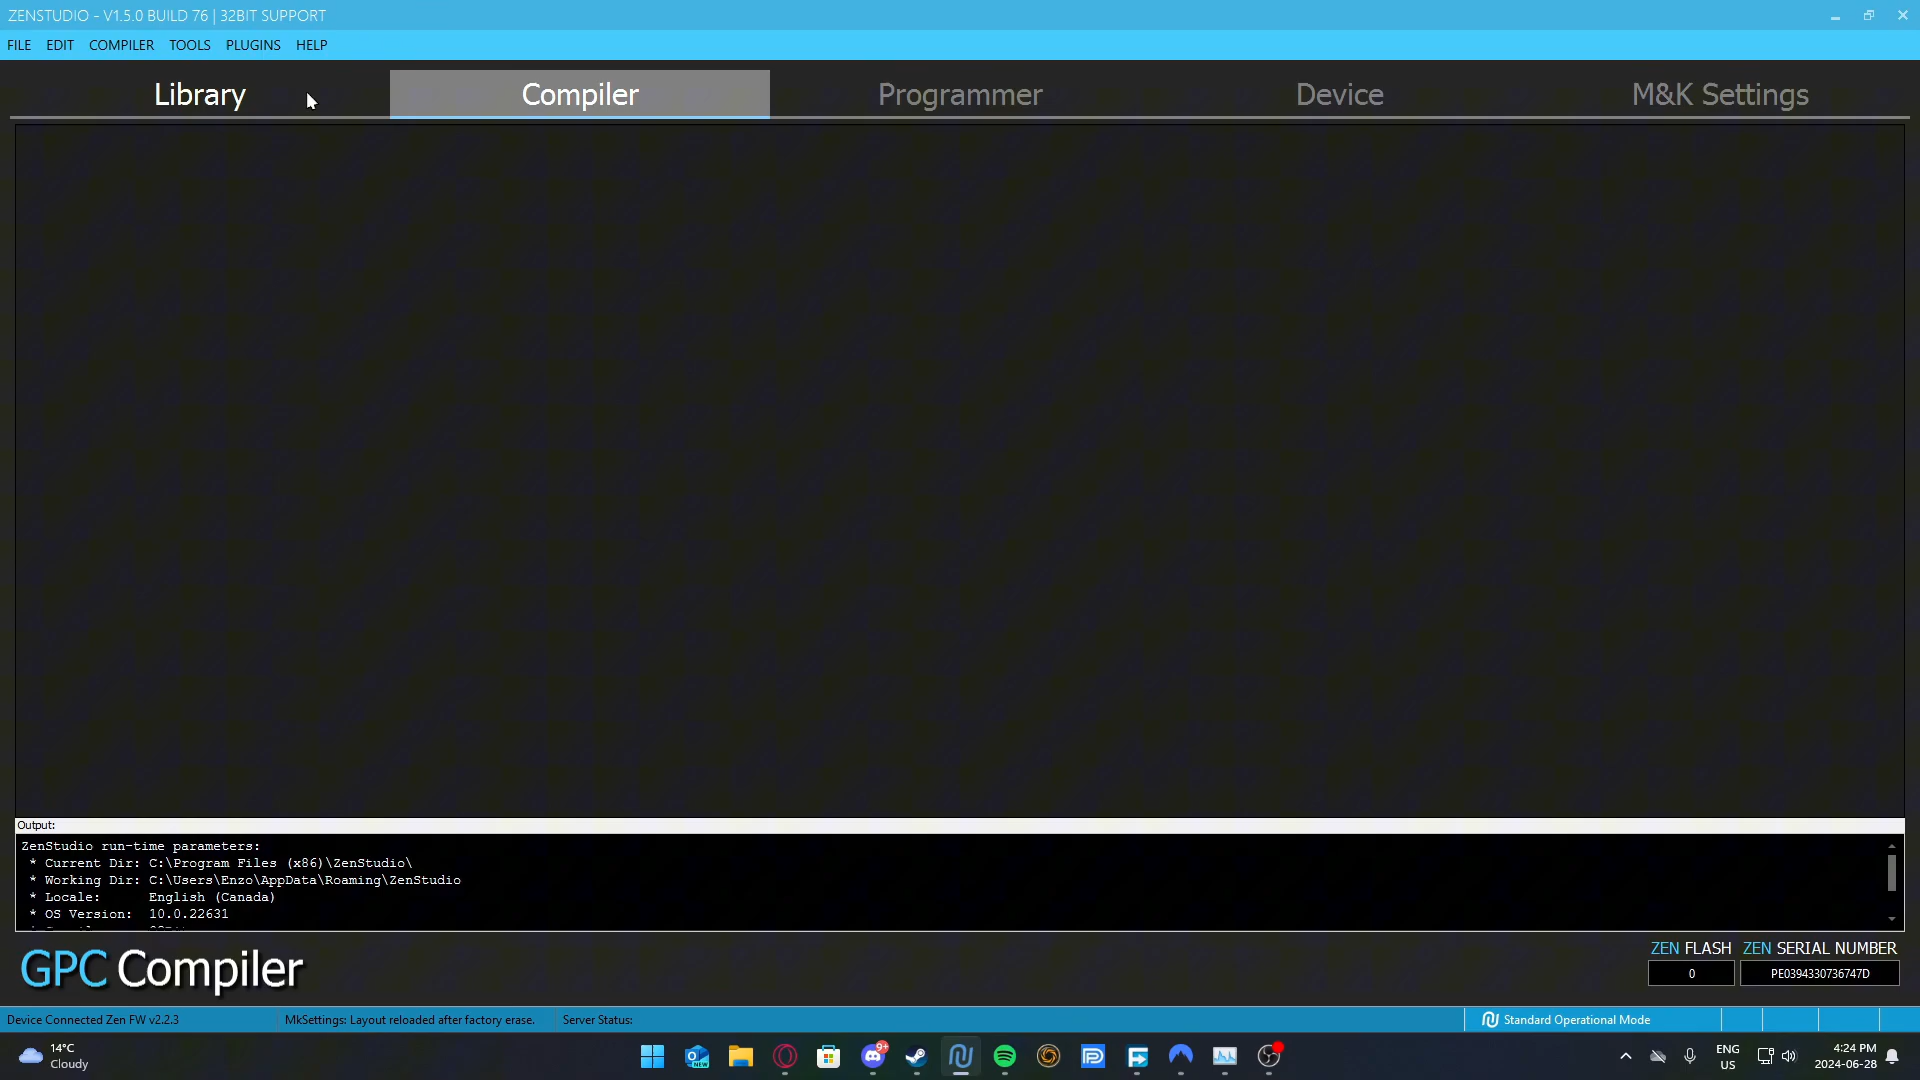 ZENSTUDIO - V1.5.0 BUILD 76 | 32BIT SUPPORT
FILE EDIT COMPILER TOOLS PLUGINS HELP
Library Compiler Programmer Device M&K Settings
Output:
ZenStudio run-time parameters:
* Current Dir: C:\Program Files (x86)\ZenStudio\
* Working Dir: C:\Users\Enzo\AppData\Roaming\ZenStudio
* Locale: English (Canada)
* OS Version: 10.0.22631
GPC Compiler
ZEN FLASH ZEN SERIAL NUMBER
0 PE0394330736747D
Device Connected Zen FW v2.2.3 MkSettings: Layout reloaded after factory erase. Server Status: Standard Operational Mode
14°C
Cloudy
NEW
9+
ENG
US
4:24 PM
2024-06-28